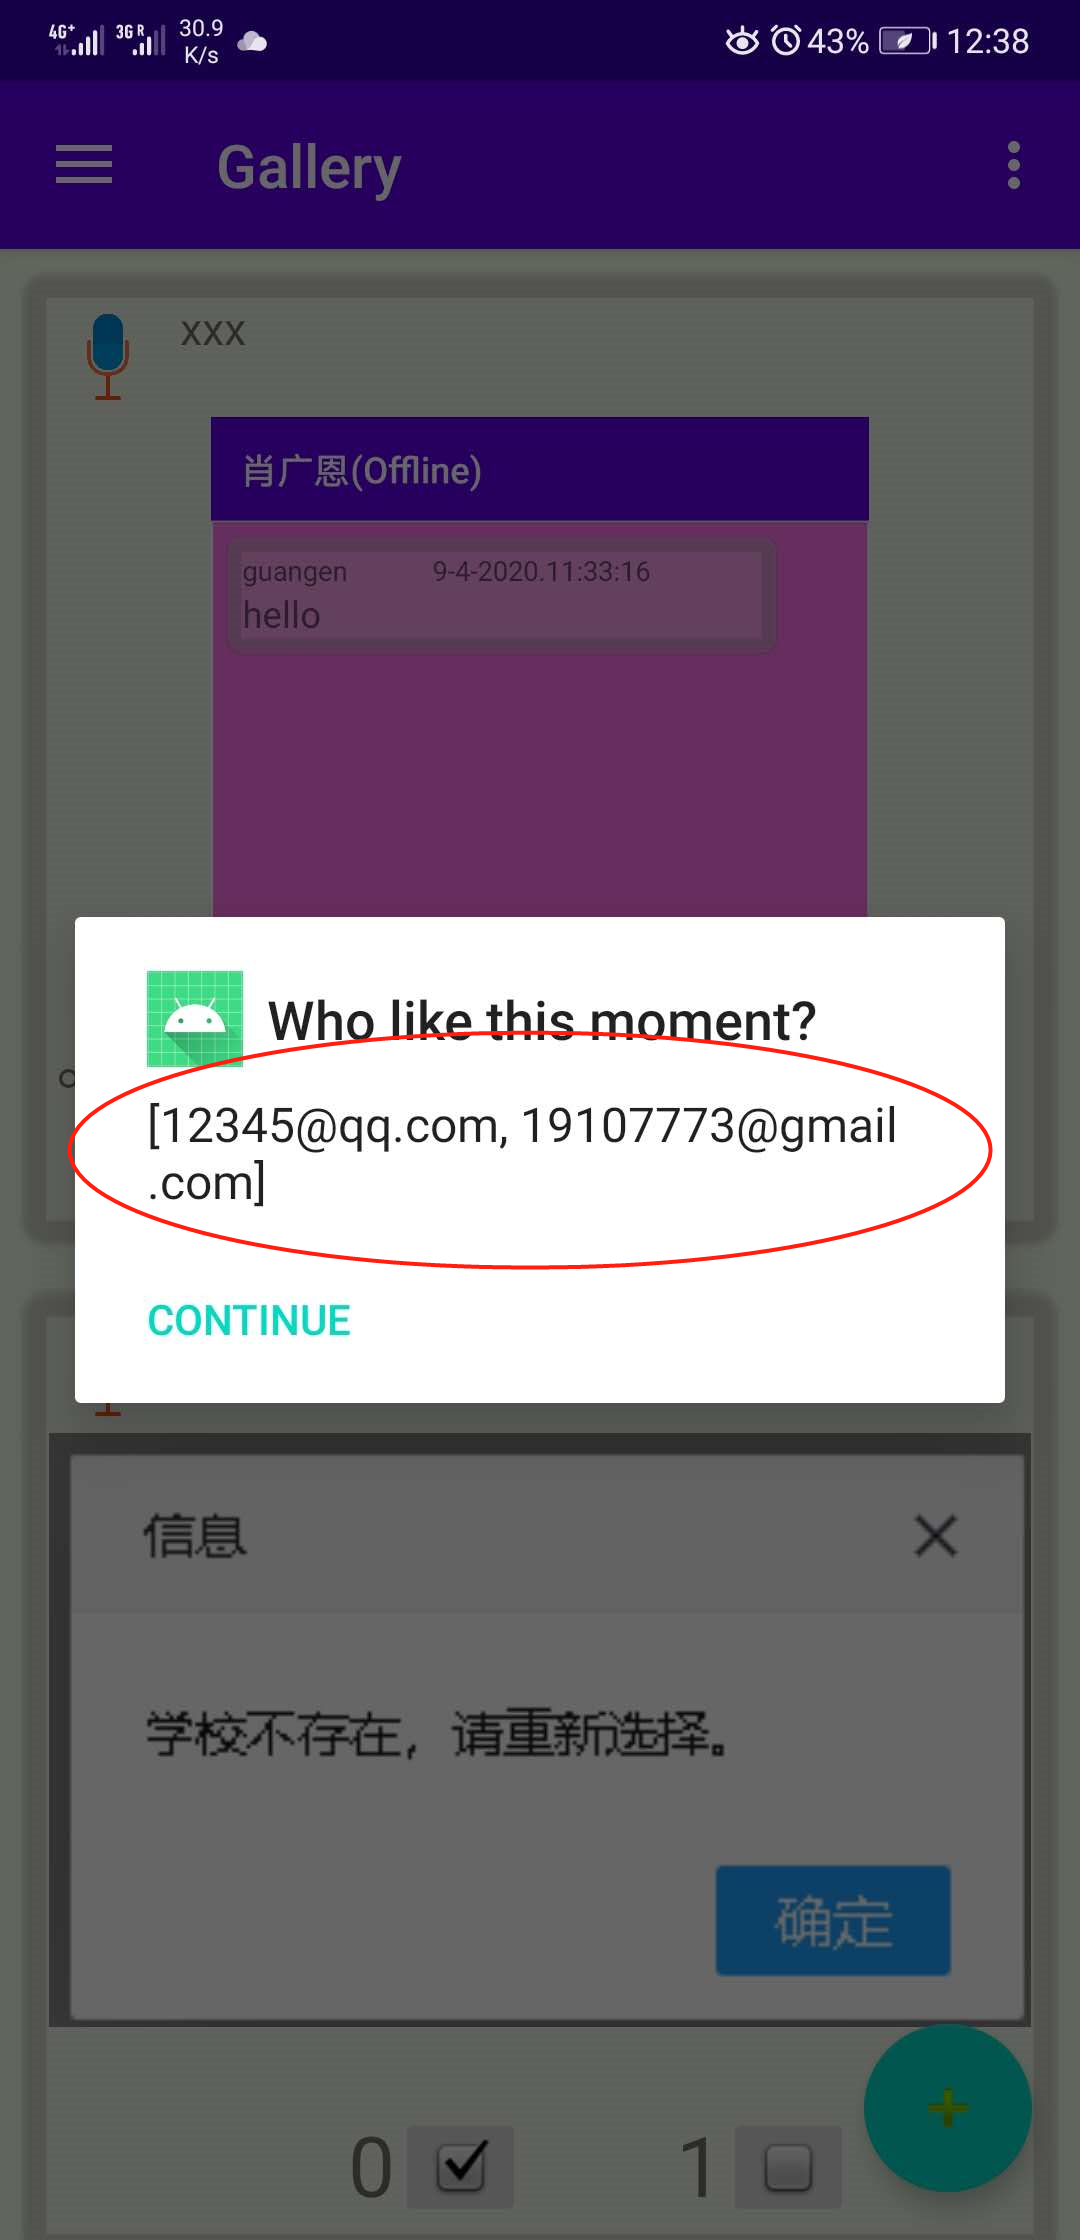 4G+ 3G R 30.9 K/s 43% 12:38
Gallery
xxx
肖广恩(Offline)
guangen 9-4-2020.11:33:16
hello
Who like this moment?
[12345@qq.com, 19107773@gmail
.com]
CONTINUE
信息
学校不存在，请重新选择。
确定
0 1
+